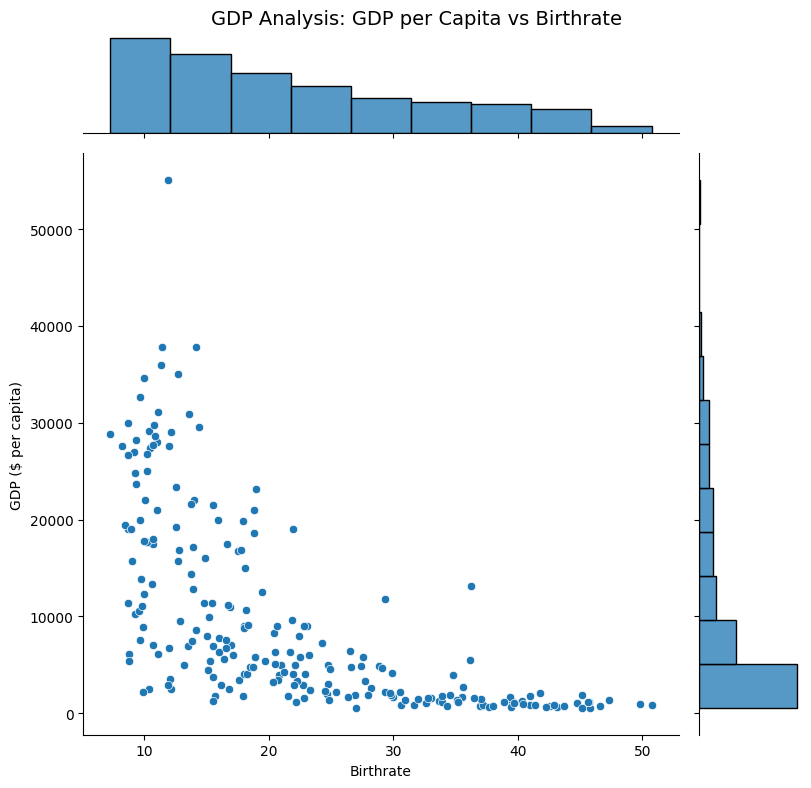 GDP Analysis: GDP per Capita vs Birthrate
50000
40000
30000
20000
10000
0
GDP ($ per capita)
10 20 30 40 50
Birthrate